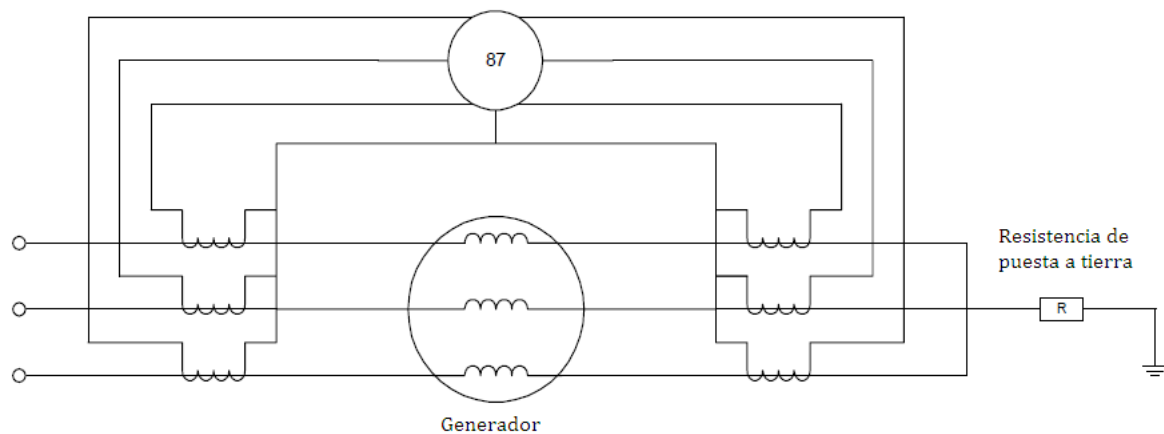 87
Resistencia de
puesta a tierra
R
Generador